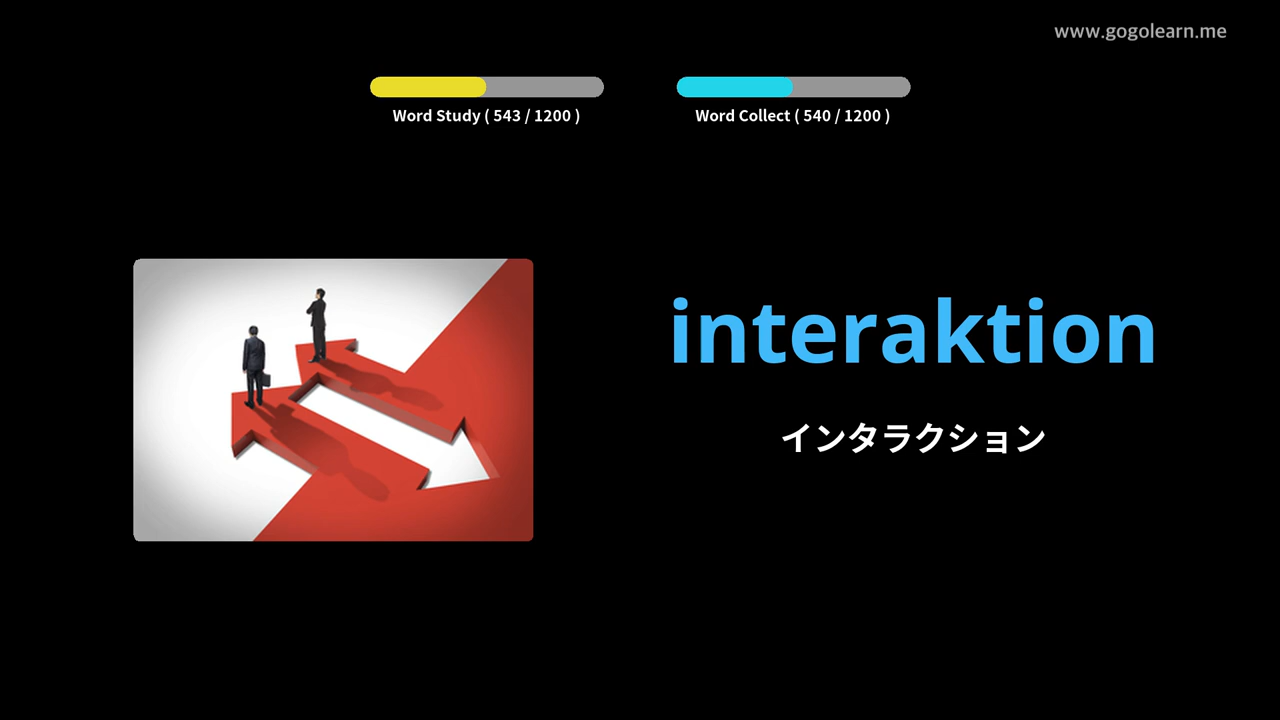 www.gogolearn.me
Word Study ( 543 / 1200 )
Word Collect ( 540 / 1200 )
interaktion
インタラクション